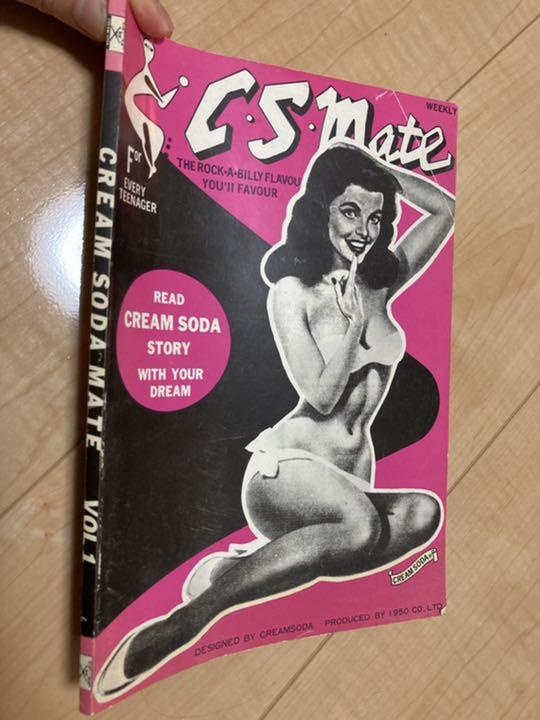 C·S·Mate
WEEKLY
THE ROCK·A·BILLY FLAVOU
YOU'll FAVOUR
For
EVERY
TEENAGER
READ
CREAM SODA
STORY
WITH YOUR
DREAM
CREAM SODA
DESIGNED BY CREAMSODA PRODUCED BY 1950 CO., LTD
CREAM SODA MATE VOL.1